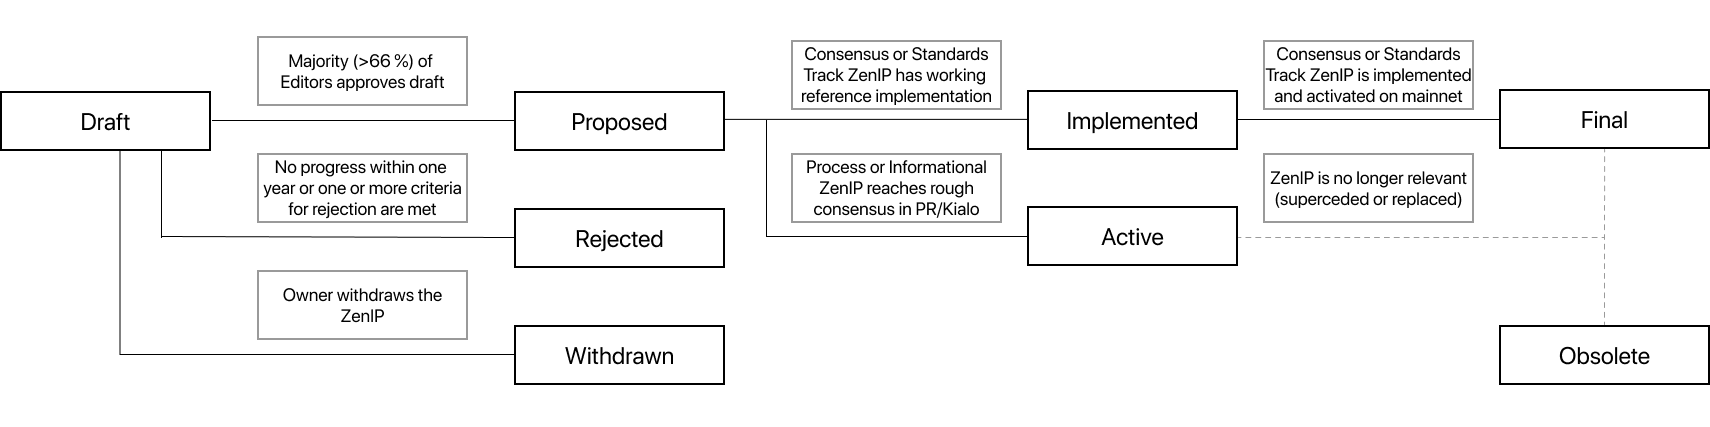 Majority (>66 %) of
Editors approves draft
Consensus or Standards
Track ZenIP has working
reference implementation
Consensus or Standards
Track ZenIP is implemented
and activated on mainnet
Draft
Proposed
Implemented
Final
No progress within one
year or one or more criteria
for rejection are met
Process or Informational
ZenIP reaches rough
consensus in PR/Kialo
ZenIP is no longer relevant
(superceded or replaced)
Rejected
Active
Owner withdraws the
ZenIP
Withdrawn
Obsolete